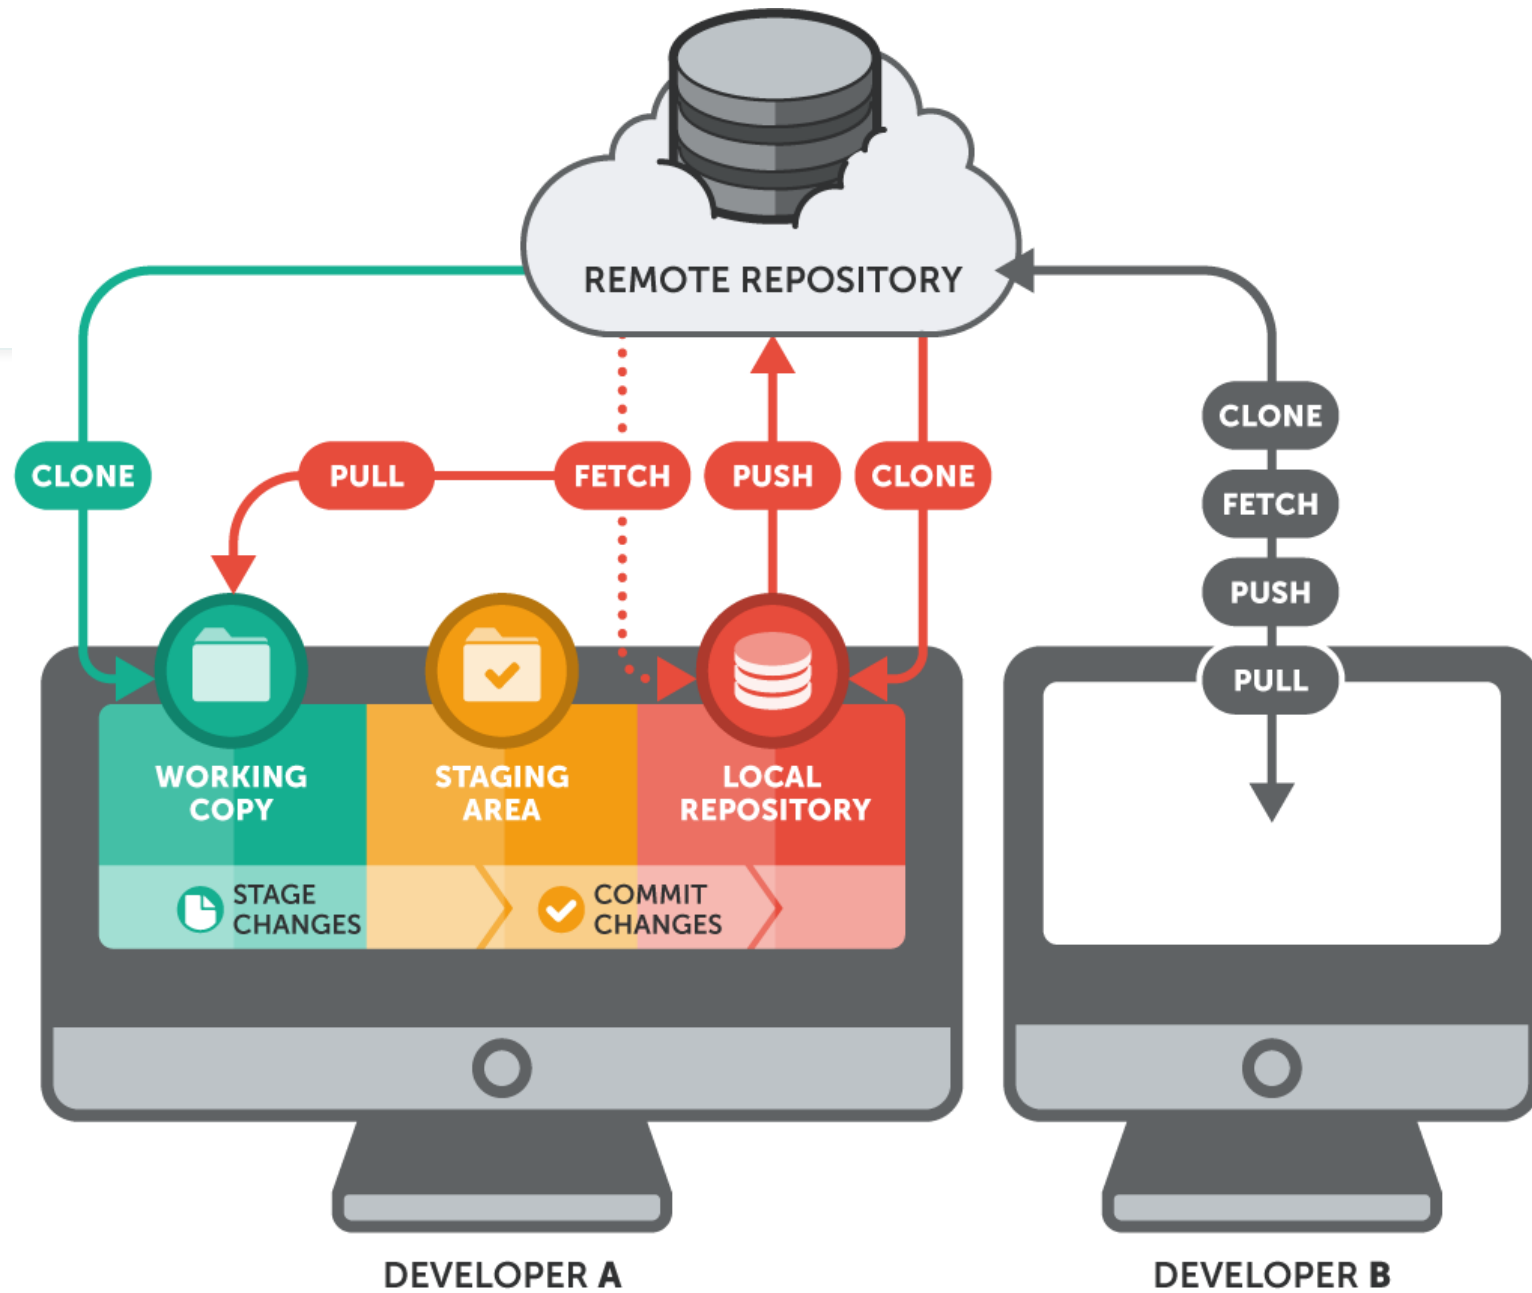 REMOTE REPOSITORY
CLONE
PULL
FETCH
PUSH
CLONE
CLONE
FETCH
PUSH
PULL
WORKING
COPY
STAGING
AREA
LOCAL
REPOSITORY
STAGE
CHANGES
COMMIT
CHANGES
DEVELOPER A
DEVELOPER B